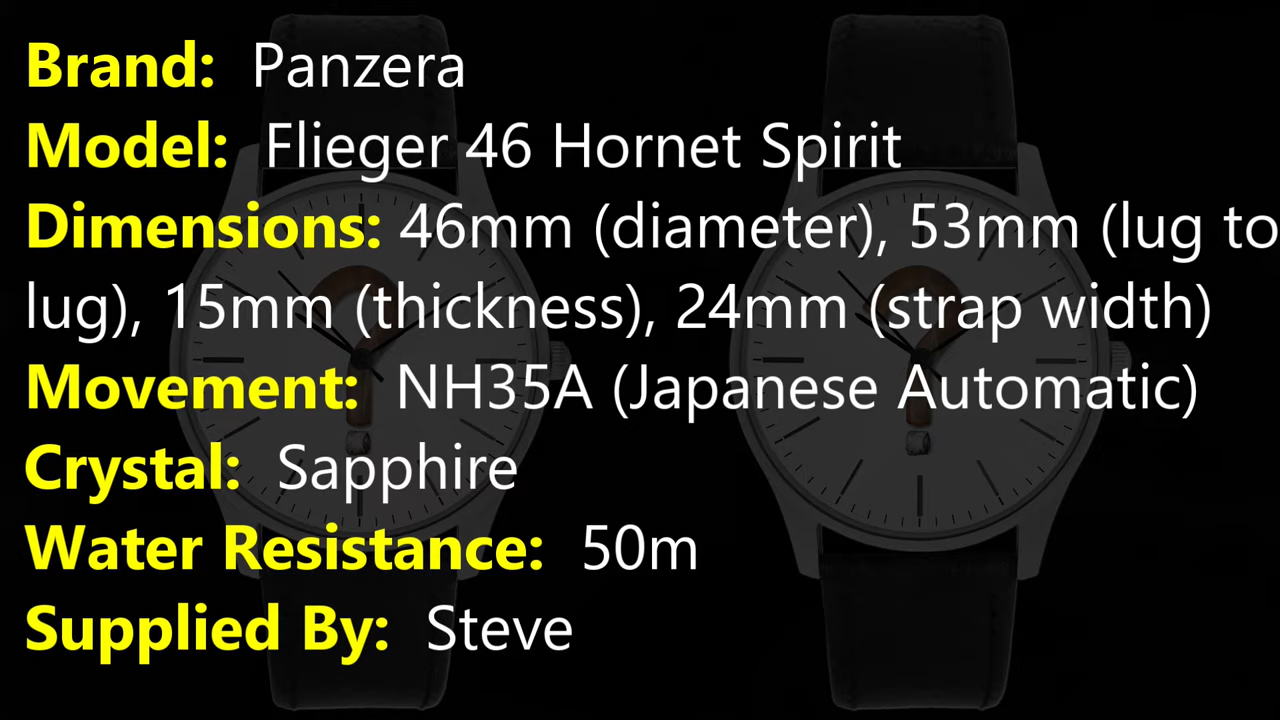 Brand: Panzera
Model: Flieger 46 Hornet Spirit
Dimensions: 46mm (diameter), 53mm (lug to
lug), 15mm (thickness), 24mm (strap width)
Movement: NH35A (Japanese Automatic)
Crystal: Sapphire
Water Resistance: 50m
Supplied By: Steve